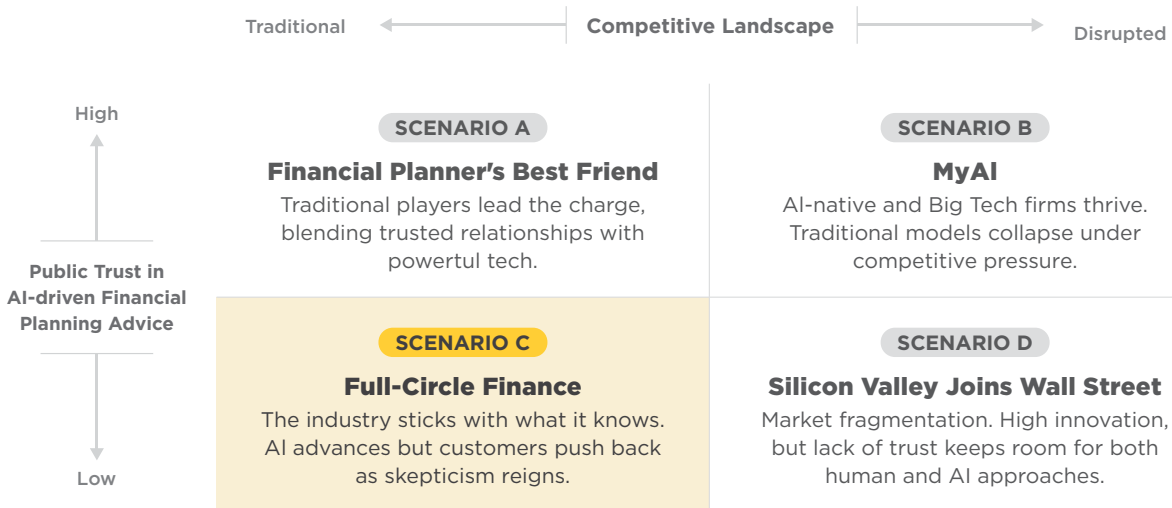 Traditional
Competitive Landscape
Disrupted
High
Public Trust in
AI-driven Financial
Planning Advice
Low
SCENARIO A
Financial Planner's Best Friend
Traditional players lead the charge,
blending trusted relationships with
powertul tech.
SCENARIO B
MyAl
AI-native and Big Tech firms thrive.
Traditional models collapse under
competitive pressure.
SCENARIO C
Full-Circle Finance
The industry sticks with what it knows.
AI advances but customers push back
as skepticism reigns.
SCENARIO D
Silicon Valley Joins Wall Street
Market fragmentation. High innovation,
but lack of trust keeps room for both
human and AI approaches.